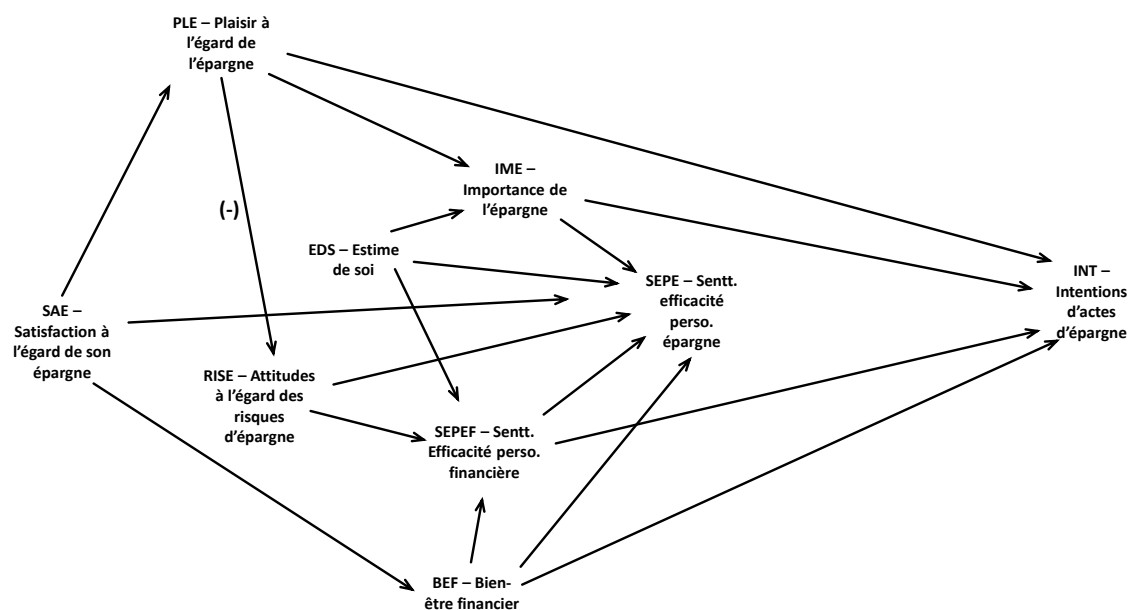 PLE – Plaisir à
l'égard de
l'épargne
IME –
Importance de
l'épargne
(-)
EDS – Estime
de soi
SEPE – Sentt.
efficacité
perso.
épargne
INT –
Intentions
d'actes
d'épargne
SAE –
Satisfaction à
l'égard de son
épargne
RISE – Attitudes
à l'égard des
risques
d'épargne
SEPEF – Sentt.
Efficacité perso.
financière
BEF – Bien-
être financier